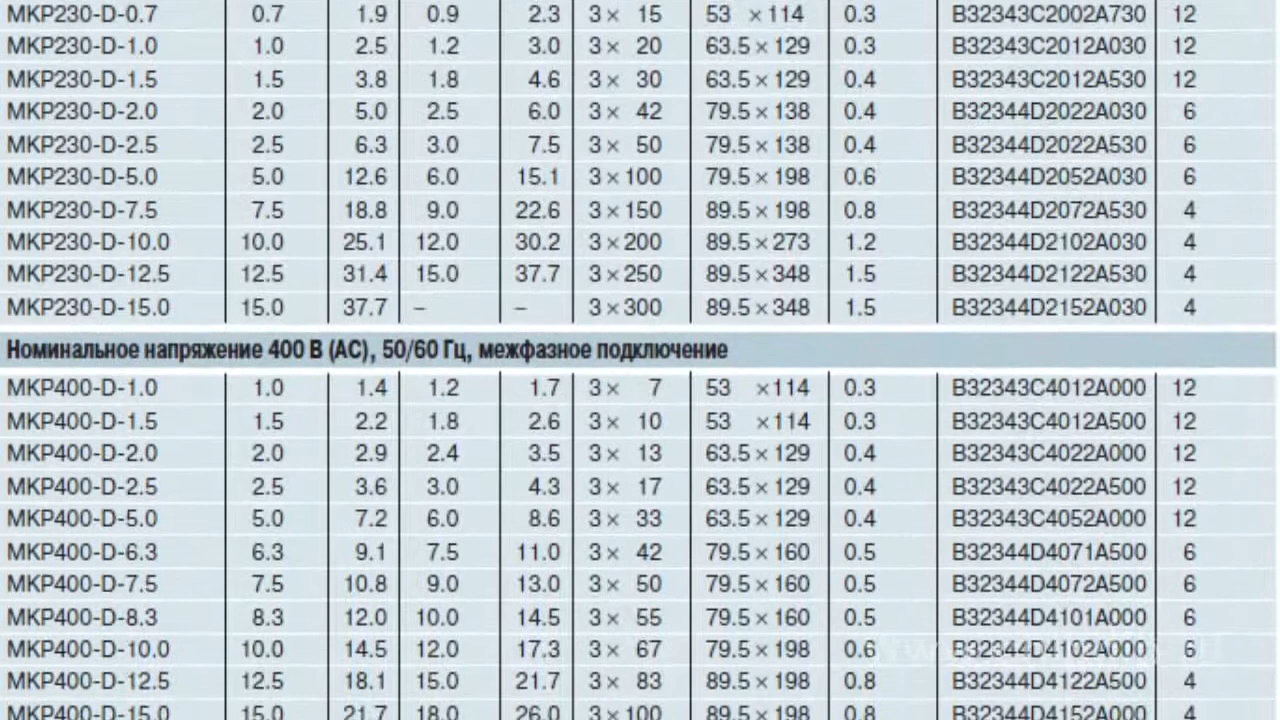 MKP230-D-0.7 0.7 1.9 0.9 2.3 3 × 15 53 × 114 0.3 B32343C2002A730 12
MKP230-D-1.0 1.0 2.5 1.2 3.0 3 × 20 63.5 × 129 0.3 B32343C2012A030 12
MKP230-D-1.5 1.5 3.8 1.8 4.6 3 × 30 63.5 × 129 0.4 B32343C2012A530 12
MKP230-D-2.0 2.0 5.0 2.5 6.0 3 × 42 79.5 × 138 0.4 B32344D2022A030 6
MKP230-D-2.5 2.5 6.3 3.0 7.5 3 × 50 79.5 × 138 0.4 B32344D2022A530 6
MKP230-D-5.0 5.0 12.6 6.0 15.1 3 × 100 79.5 × 198 0.6 B32344D2052A030 6
MKP230-D-7.5 7.5 18.8 9.0 22.6 3 × 150 89.5 × 198 0.8 B32344D2072A530 4
MKP230-D-10.0 10.0 25.1 12.0 30.2 3 × 200 89.5 × 273 1.2 B32344D2102A030 4
MKP230-D-12.5 12.5 31.4 15.0 37.7 3 × 250 89.5 × 348 1.5 B32344D2122A530 4
MKP230-D-15.0 15.0 37.7 – – 3 × 300 89.5 × 348 1.5 B32344D2152A030 4
Номинальное напряжение 400 В (AC), 50/60 Гц, межфазное подключение
MKP400-D-1.0 1.0 1.4 1.2 1.7 3 × 7 53 × 114 0.3 B32343C4012A000 12
MKP400-D-1.5 1.5 2.2 1.8 2.6 3 × 10 53 × 114 0.3 B32343C4012A500 12
MKP400-D-2.0 2.0 2.9 2.4 3.5 3 × 13 63.5 × 129 0.4 B32343C4022A000 12
MKP400-D-2.5 2.5 3.6 3.0 4.3 3 × 17 63.5 × 129 0.4 B32343C4022A500 12
MKP400-D-5.0 5.0 7.2 6.0 8.6 3 × 33 63.5 × 129 0.4 B32343C4052A000 12
MKP400-D-6.3 6.3 9.1 7.5 11.0 3 × 42 79.5 × 160 0.5 B32344D4071A500 6
MKP400-D-7.5 7.5 10.8 9.0 13.0 3 × 50 79.5 × 160 0.5 B32344D4072A500 6
MKP400-D-8.3 8.3 12.0 10.0 14.5 3 × 55 79.5 × 160 0.5 B32344D4101A000 6
MKP400-D-10.0 10.0 14.5 12.0 17.3 3 × 67 79.5 × 198 0.6 B32344D4102A000 6
MKP400-D-12.5 12.5 18.1 15.0 21.7 3 × 83 89.5 × 198 0.8 B32344D4122A500 4
MKP400-D-15.0 15.0 21.7 18.0 26.0 3 × 100 89.5 × 198 0.8 B32344D4152A000 4